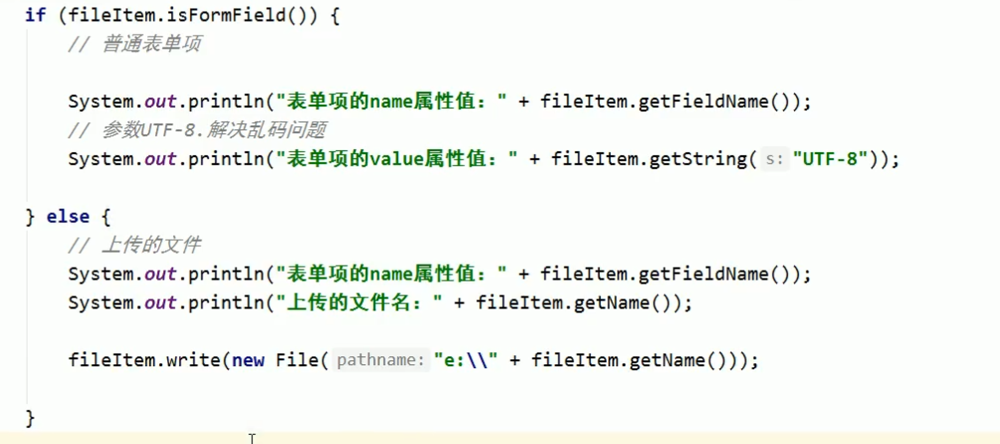 if (fileItem.isFormField()) {
// 普通表单项
System.out.println("表单项的name属性值：" + fileItem.getFieldName());
// 参数UTF-8.解决乱码问题
System.out.println("表单项的value属性值：" + fileItem.getString( s: "UTF-8"));
} else {
// 上传的文件
System.out.println("表单项的name属性值：" + fileItem.getFieldName());
System.out.println("上传的文件名：" + fileItem.getName());
fileItem.write(new File( pathname: "e:\\" + fileItem.getName()));
}